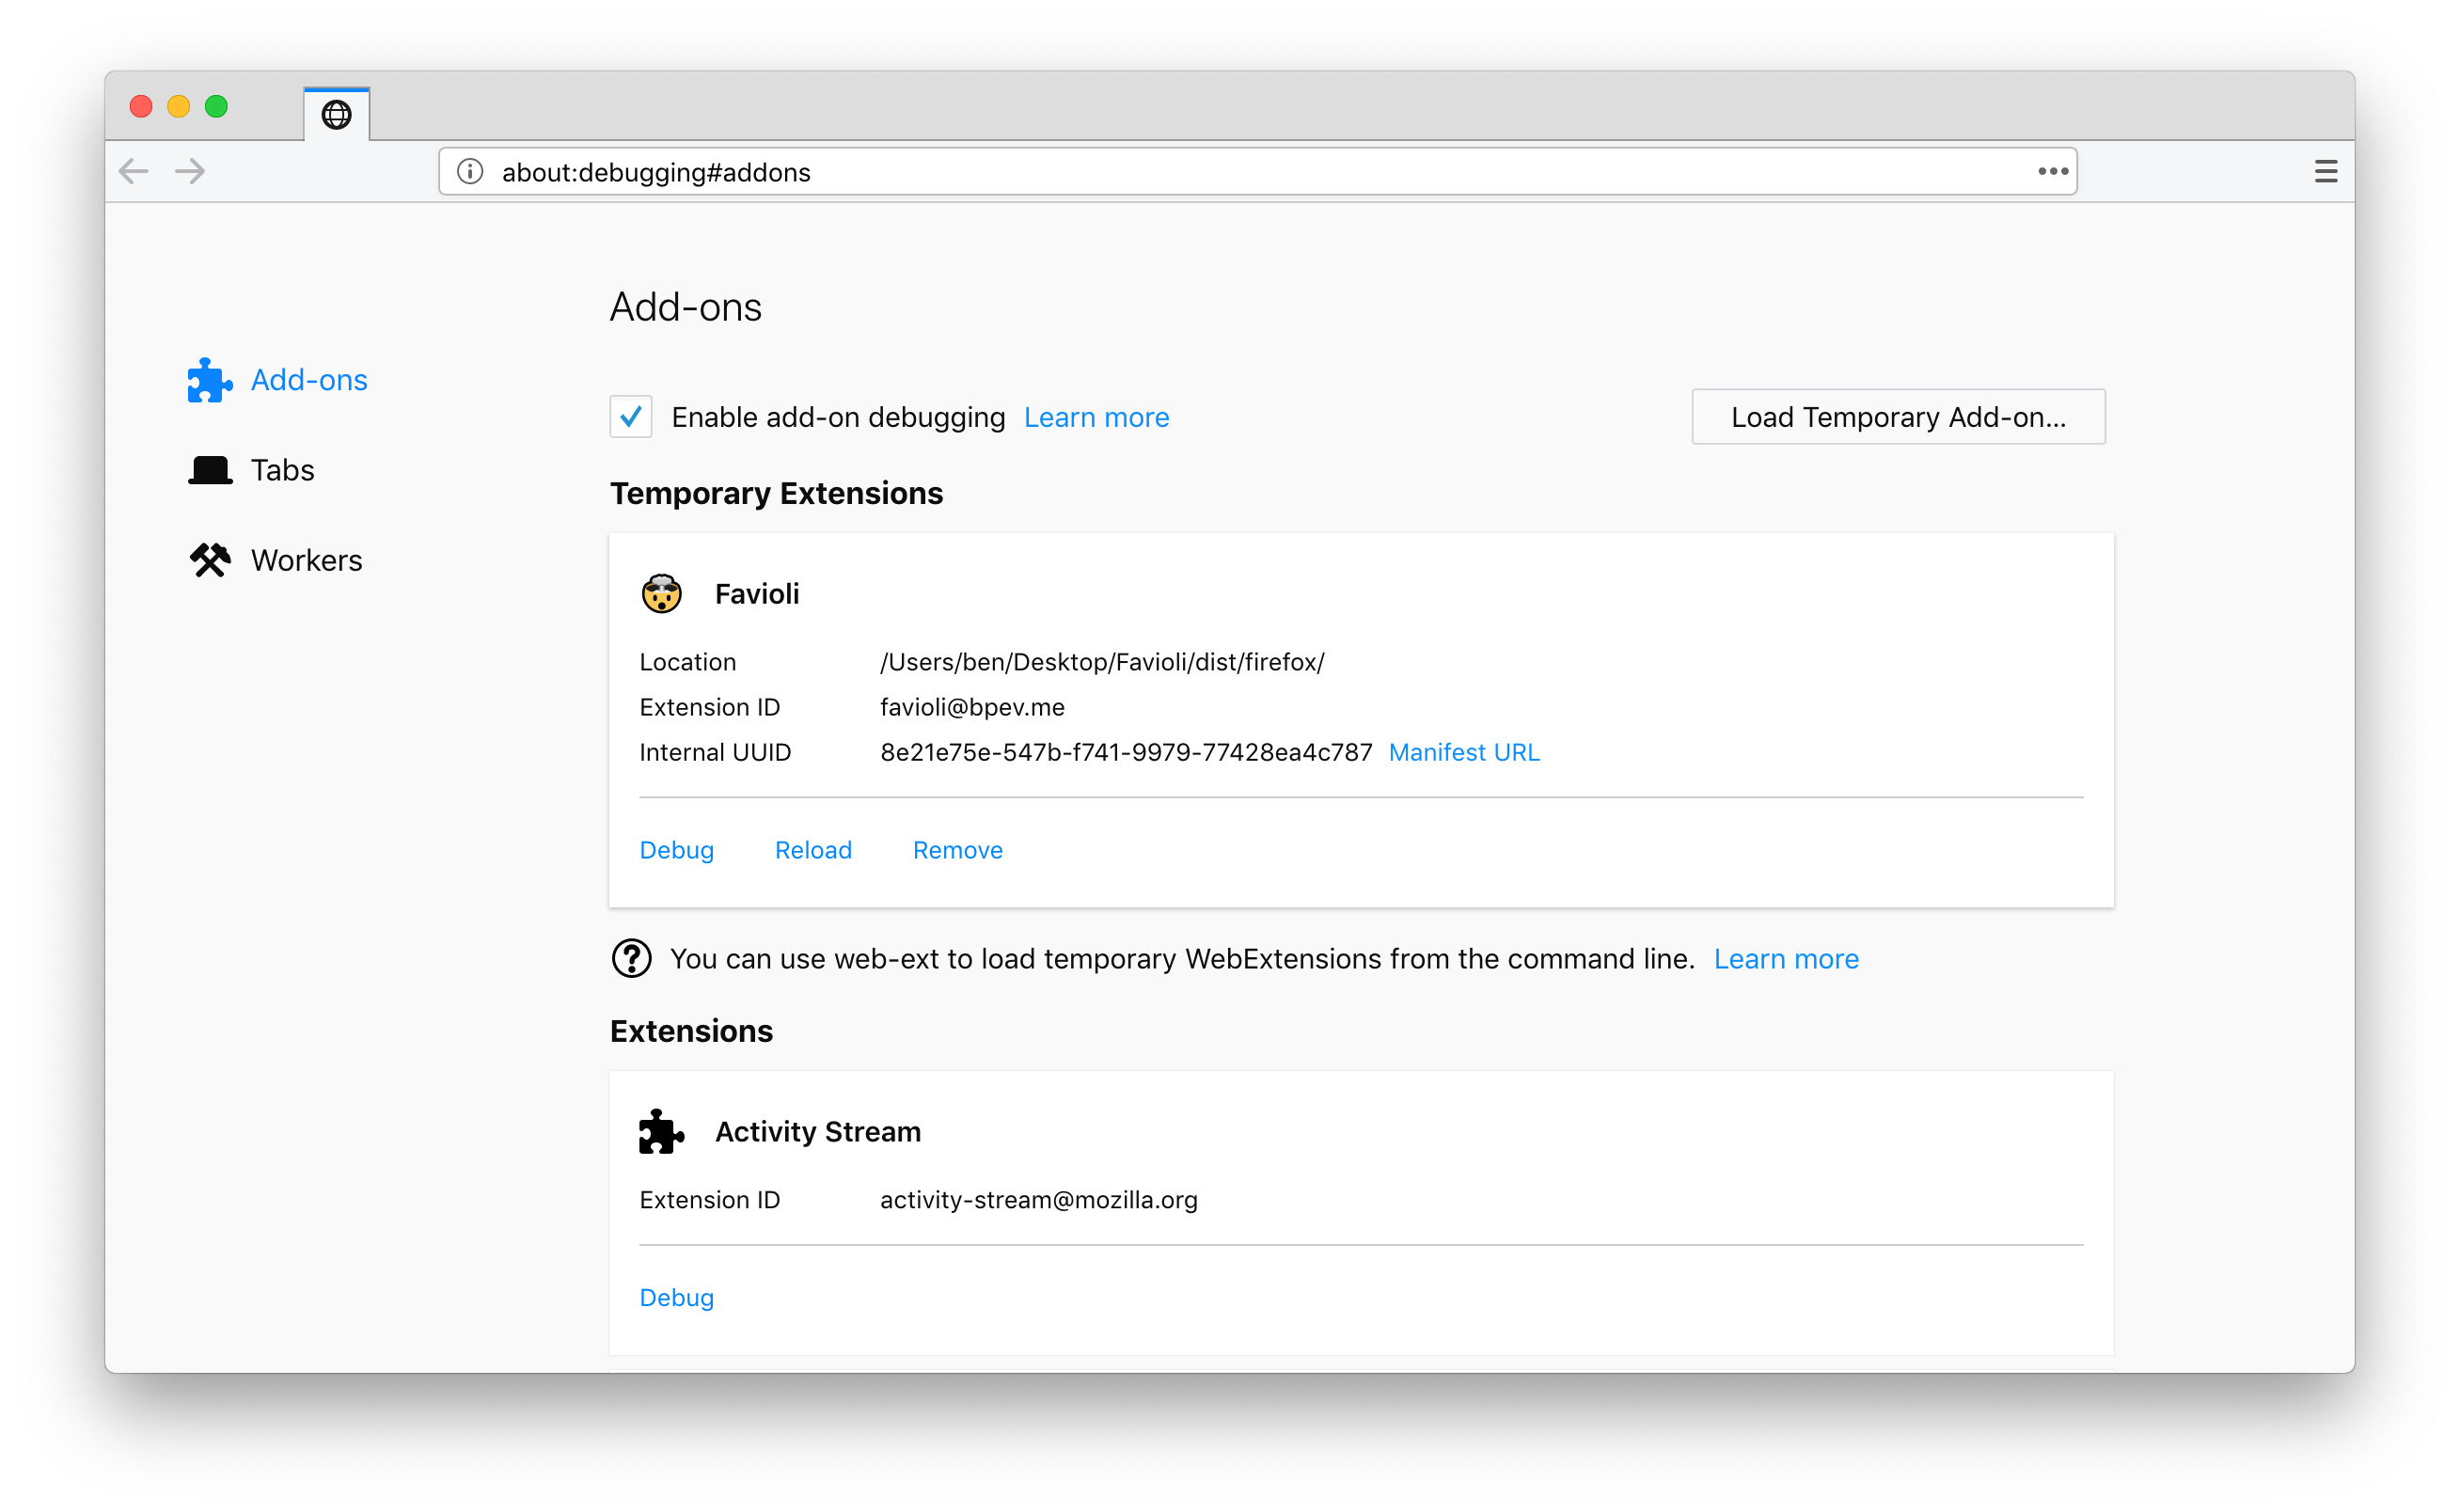 about:debugging#addons
Add-ons
Add-ons
Tabs
Workers
Enable add-on debugging Learn more
Load Temporary Add-on...
Temporary Extensions
Favioli
Location /Users/ben/Desktop/Favioli/dist/firefox/
Extension ID favioli@bpev.me
Internal UUID 8e21e75e-547b-f741-9979-77428ea4c787 Manifest URL
Debug Reload Remove
You can use web-ext to load temporary WebExtensions from the command line. Learn more
Extensions
Activity Stream
Extension ID activity-stream@mozilla.org
Debug